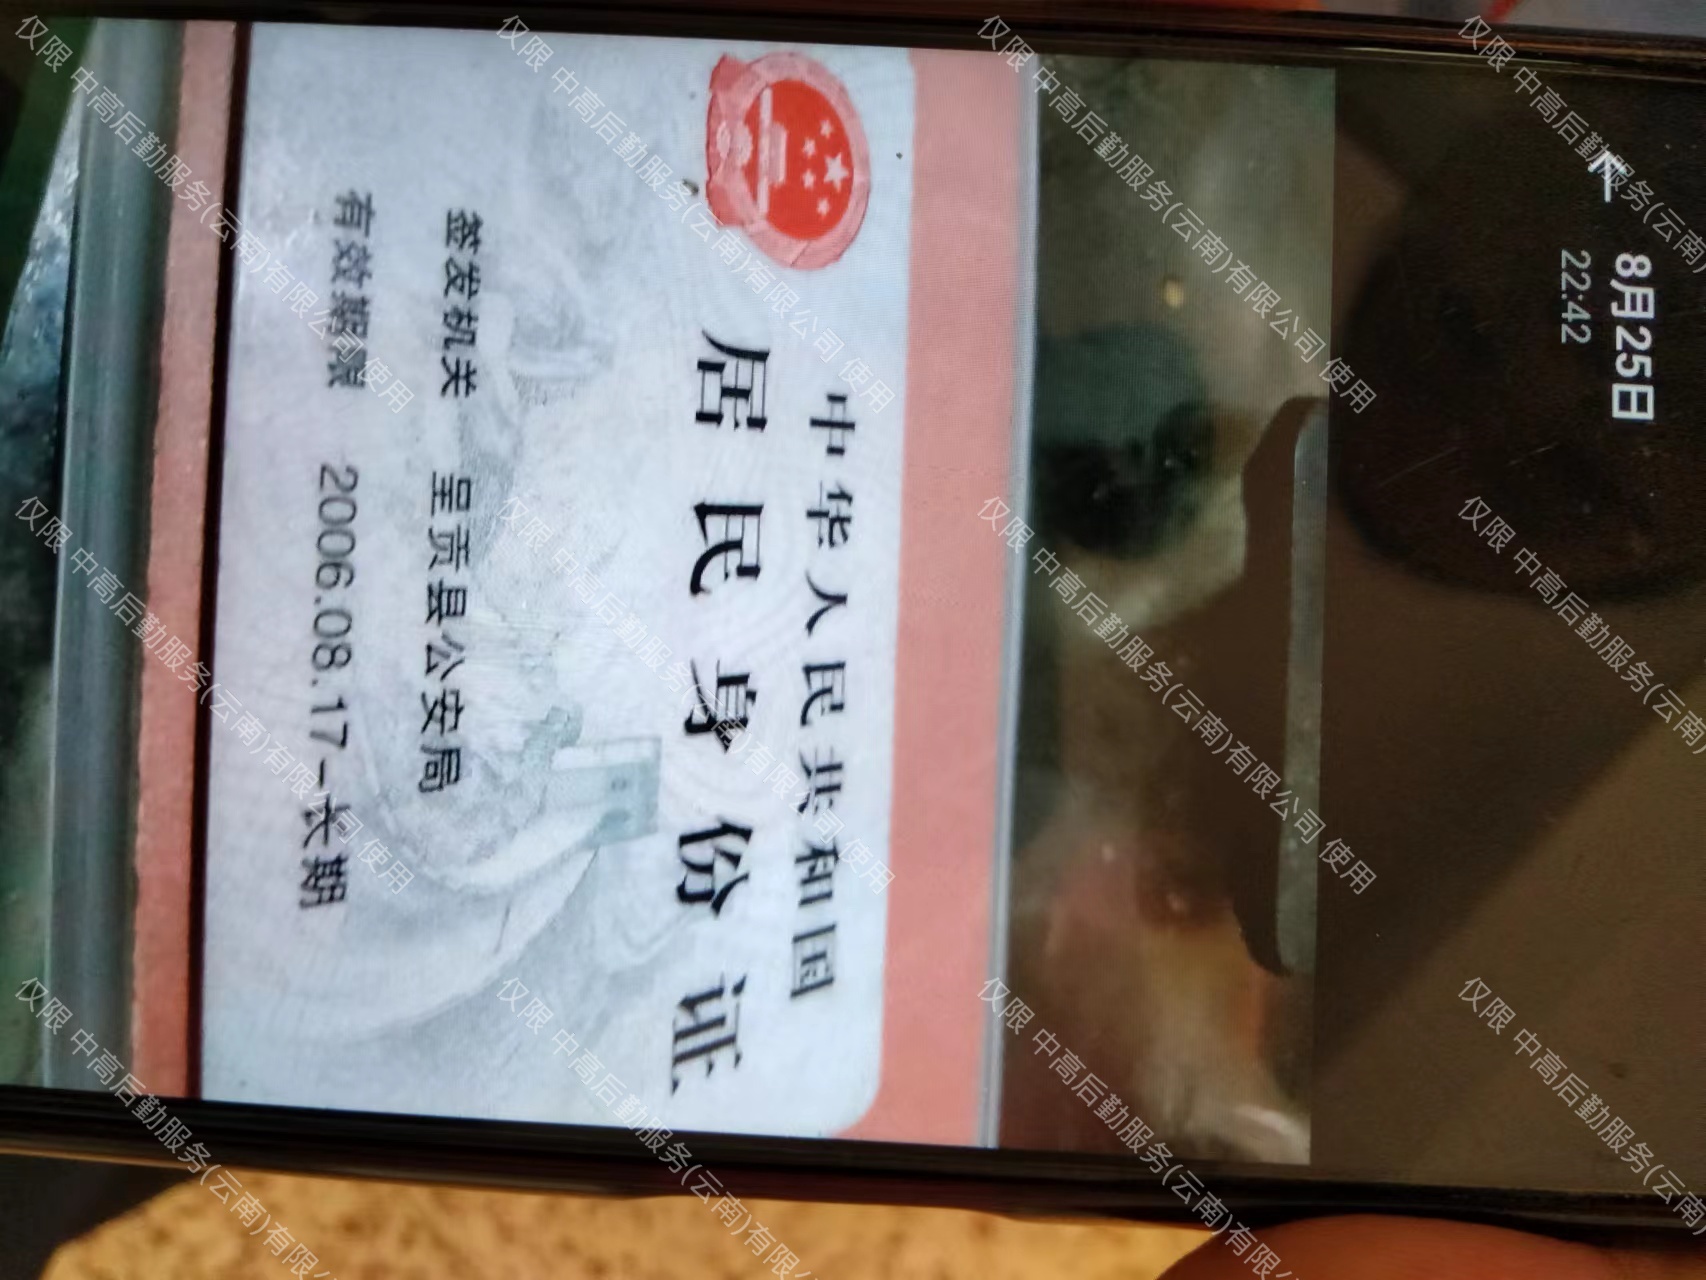 8月25日
22:42
中华人民共和国
居民身份证
签发机关 呈贡县公安局
有效期限 2006.08.17-长期
仅限 中高后勤服务(云南)有限公司 使用